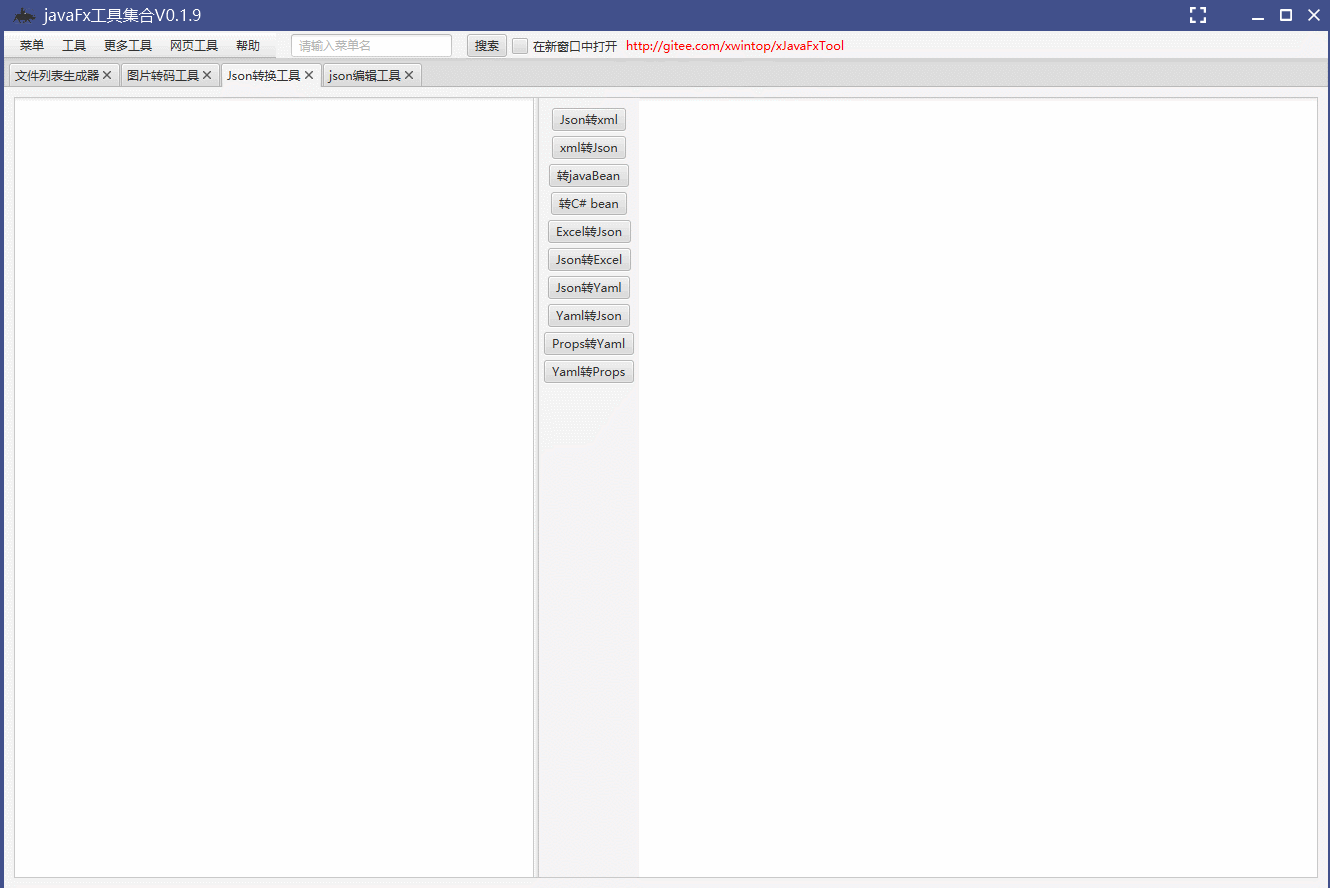 javaFx工具集合V0.1.9
菜单 工具 更多工具 网页工具 帮助 请输入菜单名 搜索 在新窗口中打开 http://gitee.com/xwintop/xJavaFxTool
文件列表生成器 图片转码工具 Json转换工具 json编辑工具
Json转xml
xml转Json
转javaBean
转C# bean
Excel转Json
Json转Excel
Json转Yaml
Yaml转Json
Props转Yaml
Yaml转Props